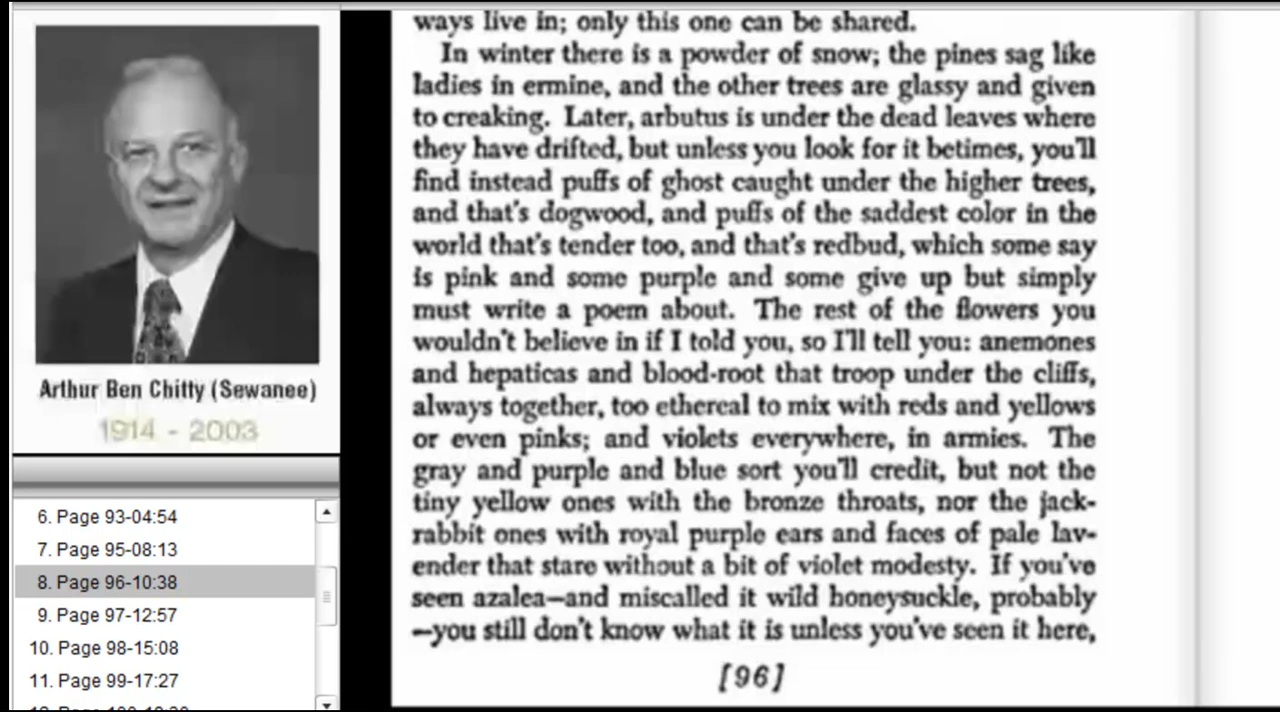 Arthur Ben Chitty (Sewanee)
1914 - 2003
6. Page 93-04:54
7. Page 95-08:13
8. Page 96-10:38
9. Page 97-12:57
10. Page 98-15:08
11. Page 99-17:27
ways live in; only this one can be shared.
In winter there is a powder of snow; the pines sag like
ladies in ermine, and the other trees are glassy and given
to creaking. Later, arbutus is under the dead leaves where
they have drifted, but unless you look for it betimes, you'll
find instead puffs of ghost caught under the higher trees,
and that's dogwood, and puffs of the saddest color in the
world that's tender too, and that's redbud, which some say
is pink and some purple and some give up but simply
must write a poem about. The rest of the flowers you
wouldn't believe in if I told you, so I'll tell you: anemones
and hepaticas and blood-root that troop under the cliffs,
always together, too ethereal to mix with reds and yellows
or even pinks; and violets everywhere, in armies. The
gray and purple and blue sort you'll credit, but not the
tiny yellow ones with the bronze throats, nor the jack-
rabbit ones with royal purple ears and faces of pale lav-
ender that stare without a bit of violet modesty. If you've
seen azalea—and miscalled it wild honeysuckle, probably
—you still don't know what it is unless you've seen it here,
[96]